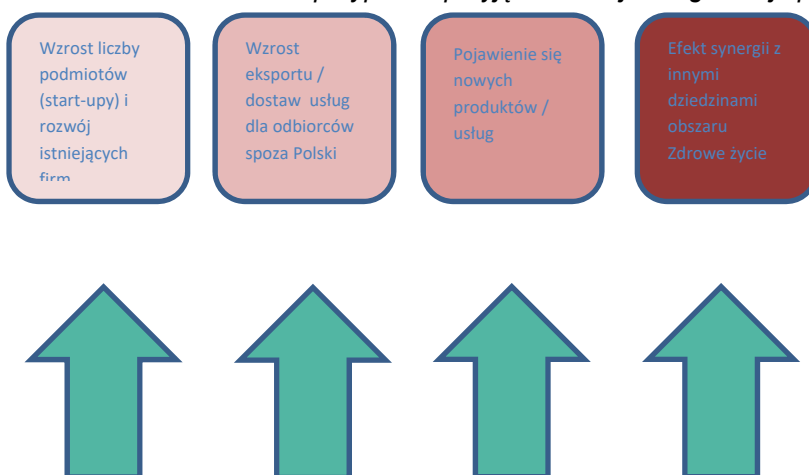 Wzrost liczby
podmiotów
(start-upy) i
rozwój
istniejących
firm
Wzrost
eksportu /
dostaw usług
dla odbiorców
spoza Polski
Pojawienie się
nowych
produktów /
usług
Efekt synergii z
innymi
dziedzinami
obszaru
Zdrowe życie